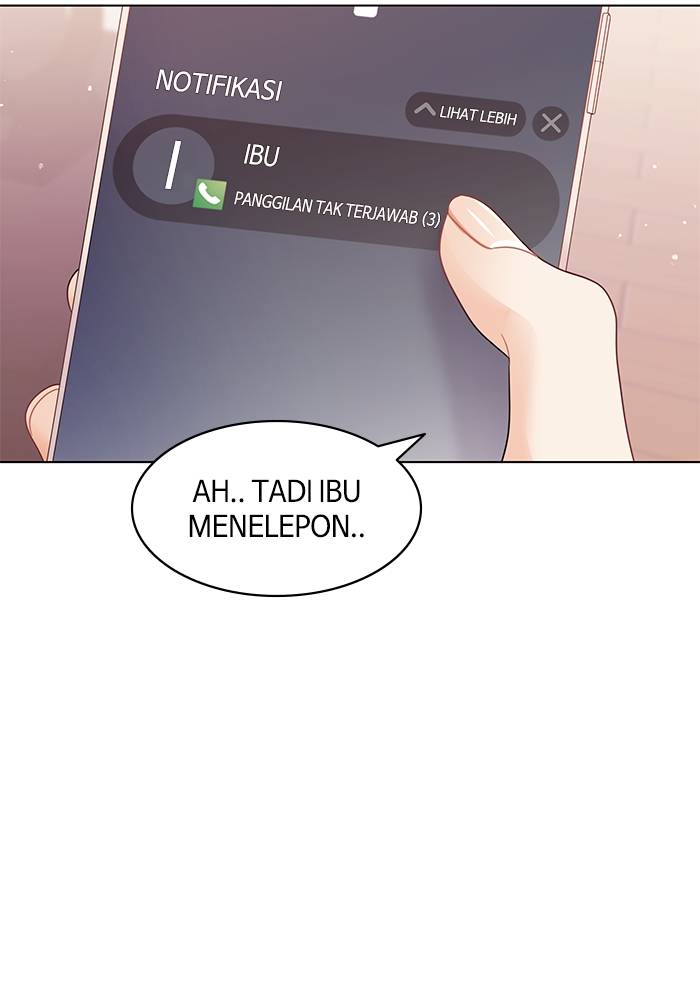 NOTIFIKASI
LIHAT LEBIH
I
IBU
PANGGILAN TAK TERJAWAB (3)
AH.. TADI IBU
MENELEPON..